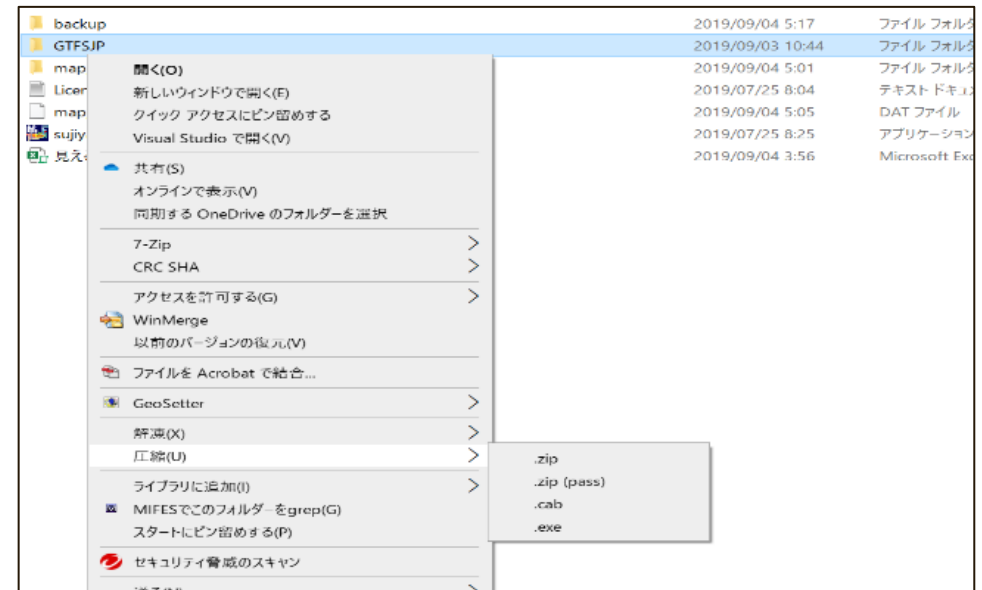 backup 2019/09/04 5:17 ファイル フォルダ
GTFSJP 2019/09/03 10:44 ファイル フォルダ
map 2019/09/04 5:01 ファイル フォルダ
Licen 2019/07/25 8:04 テキスト ドキュ
map 2019/09/04 5:05 DAT ファイル
sujiy 2019/07/25 8:25 アプリケーション
見え 2019/09/04 3:56 Microsoft Exc
開く(O)
新しいウィンドウで開く(E)
クイック アクセスにピン留めする
Visual Studio で開く(V)
共有(S)
オンラインで表示(V)
同期する OneDrive のフォルダーを選択
7-Zip
CRC SHA
アクセスを許可する(G)
WinMerge
以前のバージョンの復元(V)
ファイルを Acrobat で結合...
GeoSetter
解凍(X)
圧縮(U)
.zip
.zip (pass)
.cab
.exe
ライブラリに追加(I)
MIFESでこのフォルダーをgrep(G)
スタートにピン留めする(P)
セキュリティ脅威のスキャン